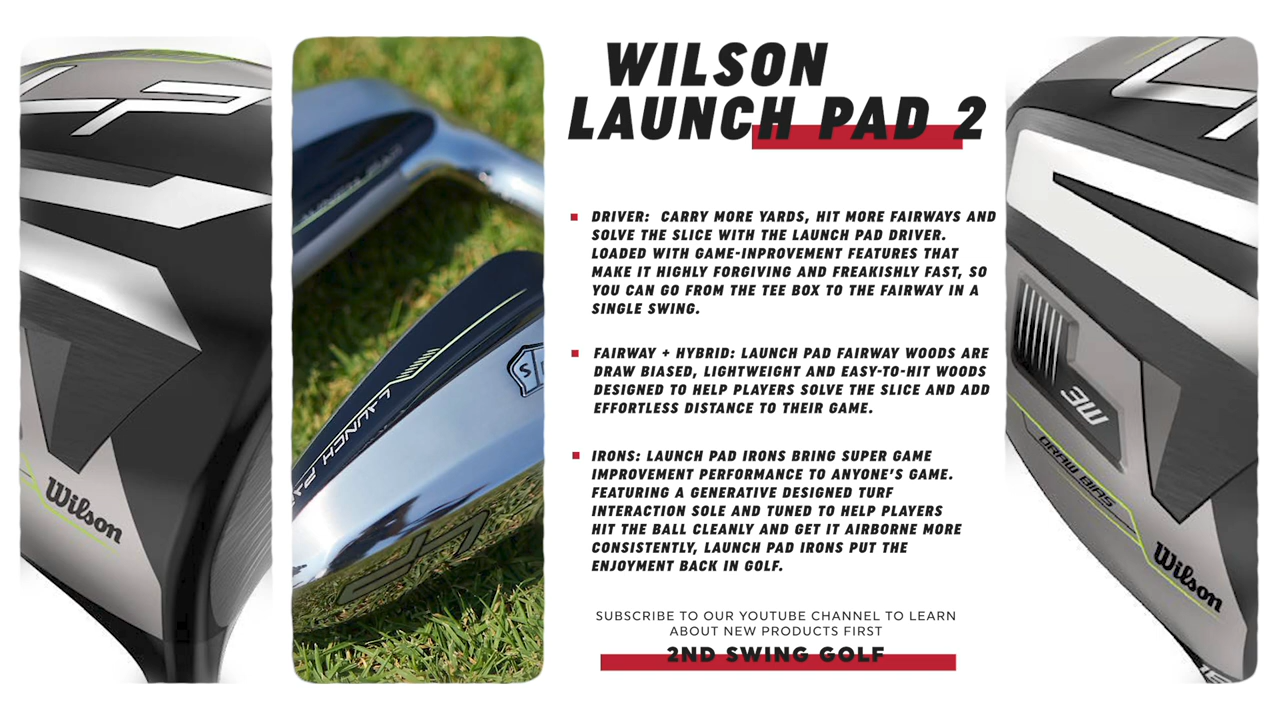 WILSON
LAUNCH PAD 2
DRIVER: CARRY MORE YARDS, HIT MORE FAIRWAYS AND
SOLVE THE SLICE WITH THE LAUNCH PAD DRIVER.
LOADED WITH GAME-INPROVEMENT FEATURES THAT
MAKE IT HIGHLY FORGIVING AND FREAKISHLY FAST, SO
YOU CAN GO FROM THE TEE BOX TO THE FAIRWAY IN A
SINGLE SWING.
FAIRWAY + HYBRID: LAUNCH PAD FAIRWAY WOODS ARE
DRAW BIASED, LIGHTWEIGHT AND EASY-TO-HIT WOODS
DESIGNED TO HELP PLAYERS SOLVE THE SLICE AND ADD
EFFORTLESS DISTANCE TO THEIR GAME.
IRONS: LAUNCH PAD IRONS BRING SUPER GAME
IMPROVEMENT PERFORMANCE TO ANYONE'S GAME.
FEATURING A GENERATIVE DESIGNED TURF
INTERACTION SOLE AND TUNED TO HELP PLAYERS
HIT THE BALL CLEANLY AND GET IT AIRBORNE MORE
CONSISTENTLY, LAUNCH PAD IRONS PUT THE
ENJOYMENT BACK IN GOLF.
SUBSCRIBE TO OUR YOUTUBE CHANNEL TO LEARN
ABOUT NEW PRODUCTS FIRST
2ND SWING GOLF
LP
Wilson
LAUNCH PAD
LP
3W
DRAW BIAS
Wilson